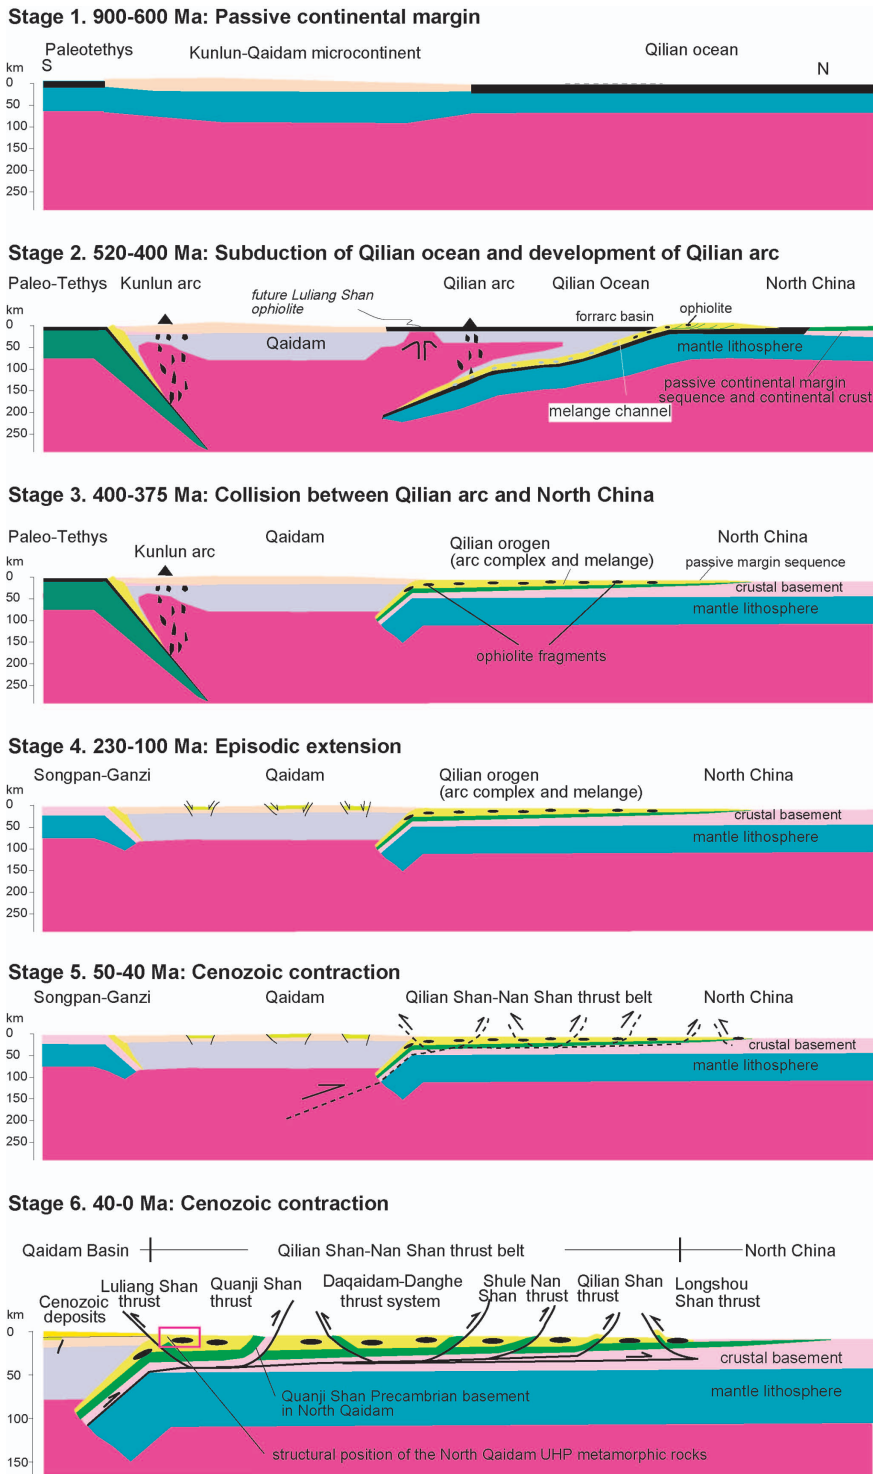 Stage 1. 900-600 Ma: Passive continental margin
Paleotethys
Kunlun-Qaidam microcontinent
Qilian ocean
km
S
N
0
50
100
150
200
250
Stage 2. 520-400 Ma: Subduction of Qilian ocean and development of Qilian arc
Paleo-Tethys
Kunlun arc
future Luliang Shan
ophiolite
Qilian arc
Qilian Ocean
North China
km
forrarc basin
ophiolite
0
50
100
150
200
250
Qaidam
mantle lithosphere
passive continental margin
sequence and continental crust
melange channel
Stage 3. 400-375 Ma: Collision between Qilian arc and North China
Paleo-Tethys
Kunlun arc
Qaidam
Qilian orogen
(arc complex and melange)
North China
km
passive margin sequence
0
50
100
150
200
250
crustal basement
mantle lithosphere
ophiolite fragments
Stage 4. 230-100 Ma: Episodic extension
Songpan-Ganzi
Qaidam
Qilian orogen
(arc complex and melange)
North China
km
0
50
100
150
200
250
crustal basement
mantle lithosphere
Stage 5. 50-40 Ma: Cenozoic contraction
Songpan-Ganzi
Qaidam
Qilian Shan-Nan Shan thrust belt
North China
km
0
50
100
150
200
250
crustal basement
mantle lithosphere
Stage 6. 40-0 Ma: Cenozoic contraction
Qaidam Basin
Qilian Shan-Nan Shan thrust belt
North China
Luliang Shan
thrust
Quanji Shan
thrust
Daqaidam-Danghe
thrust system
Shule Nan
Shan thrust
Qilian Shan
thrust
Longshou
Shan thrust
Cenozoic
deposits
km
0
50
100
150
crustal basement
mantle lithosphere
Quanji Shan Precambrian basement
in North Qaidam
structural position of the North Qaidam UHP metamorphic rocks